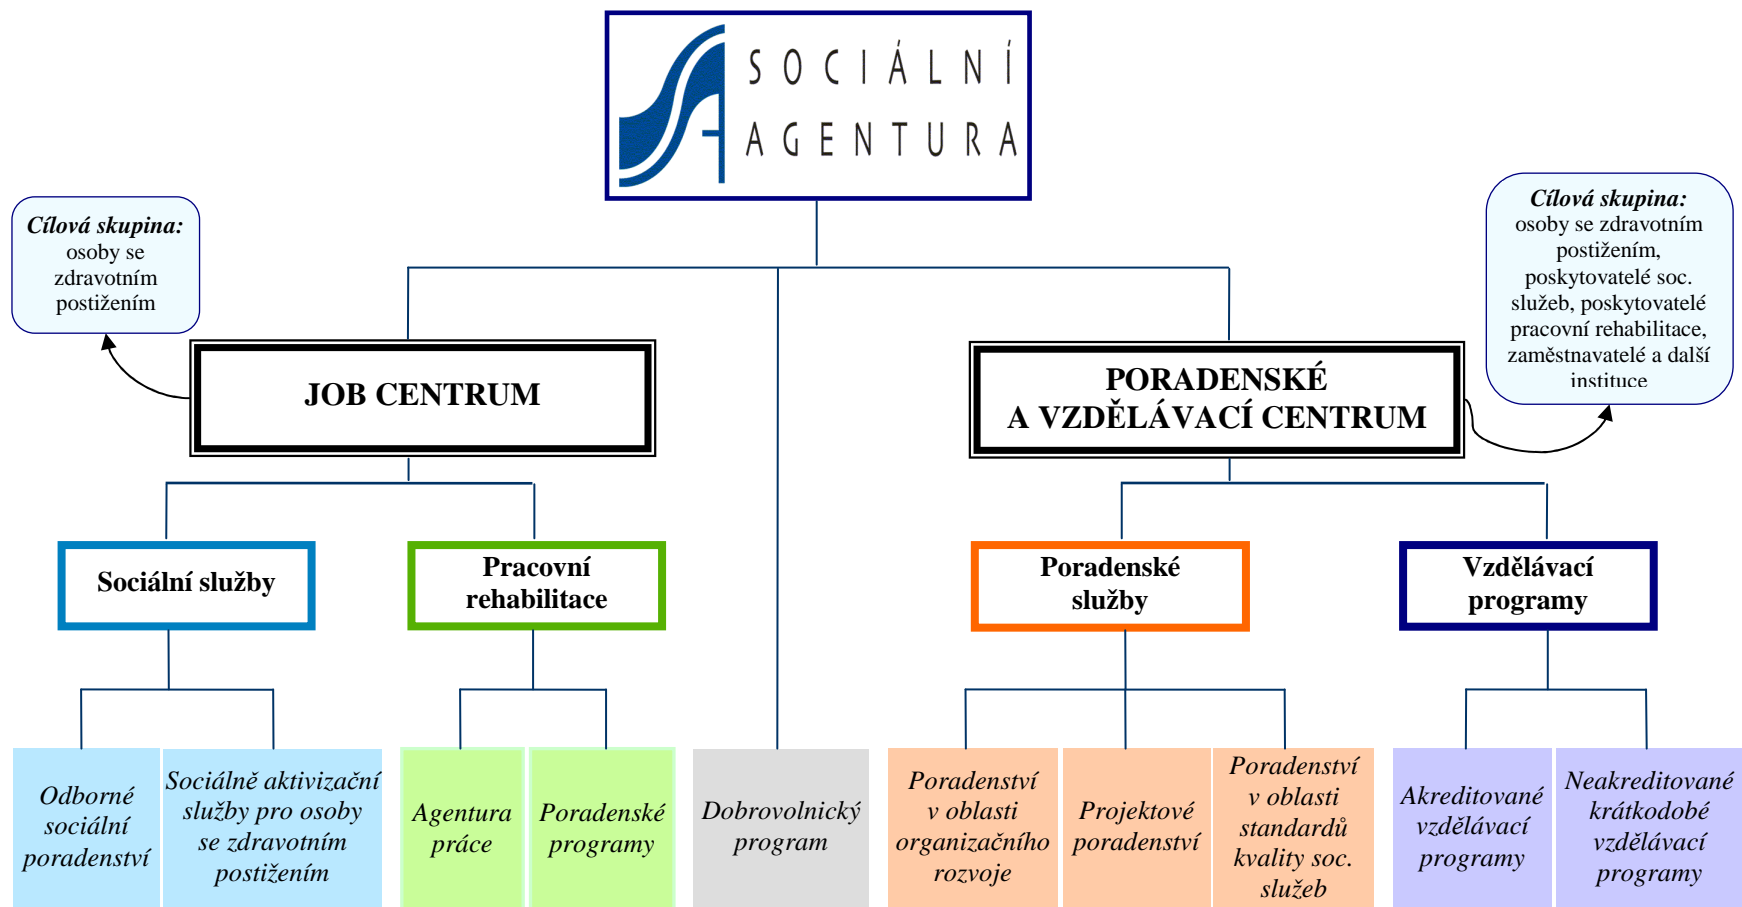 SOCIÁLNÍ
AGENTURA
Cílová skupina:
osoby se
zdravotním
postižením
Cílová skupina:
osoby se zdravotním
postižením,
poskytovatelé soc.
služeb, poskytovatelé
pracovní rehabilitace,
zaměstnavatelé a další
instituce
JOB CENTRUM
PORADENSKÉ
A VZDĚLÁVACÍ CENTRUM
Sociální služby
Pracovní
rehabilitace
Poradenské
služby
Vzdělávací
programy
Odborné
sociální
poradenství
Sociálně aktivizační
služby pro osoby
se zdravotním
postižením
Agentura
práce
Poradenské
programy
Dobrovolnický
program
Poradenství
v oblasti
organizačního
rozvoje
Projektové
poradenství
Poradenství
v oblasti
standardů
kvality soc.
služeb
Akreditované
vzdělávací
programy
Neakreditované
krátkodobé
vzdělávací
programy